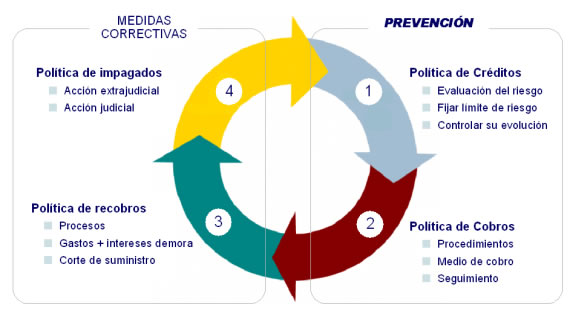 MEDIDAS
CORRECTIVAS
PREVENCIÓN
Política de impagados
Acción extrajudicial
Acción judicial
4
1
Política de Créditos
Evaluación del riesgo
Fijar límite de riesgo
Controlar su evolución
Política de recobros
Procesos
Gastos + intereses demora
Corte de suministro
3
2
Política de Cobros
Procedimientos
Medio de cobro
Seguimiento